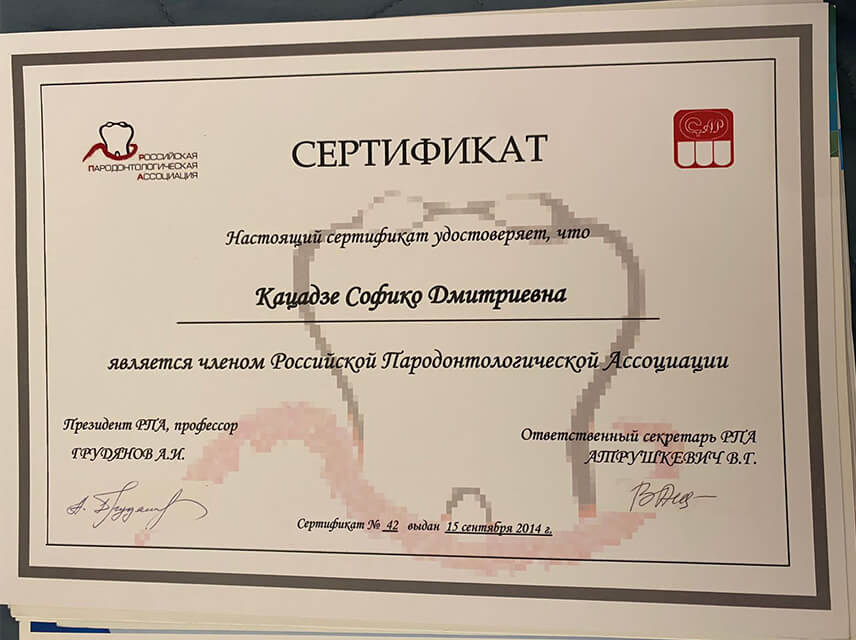 РОССИЙСКАЯ
ПАРОДОНТОЛОГИЧЕСКАЯ
АССОЦИАЦИЯ
СЕРТИФИКАТ
Настоящий сертификат удостоверяет, что
Кацадзе Софико Дмитриевна
является членом Российской Пародонтологической Ассоциации
Президент РПА, профессор
ГРУДЯНОВ А.И.
Ответственный секретарь РПА
АТРУШКЕВИЧ В.Г.
Сертификат № 42 выдан 15 сентября 2014 г.